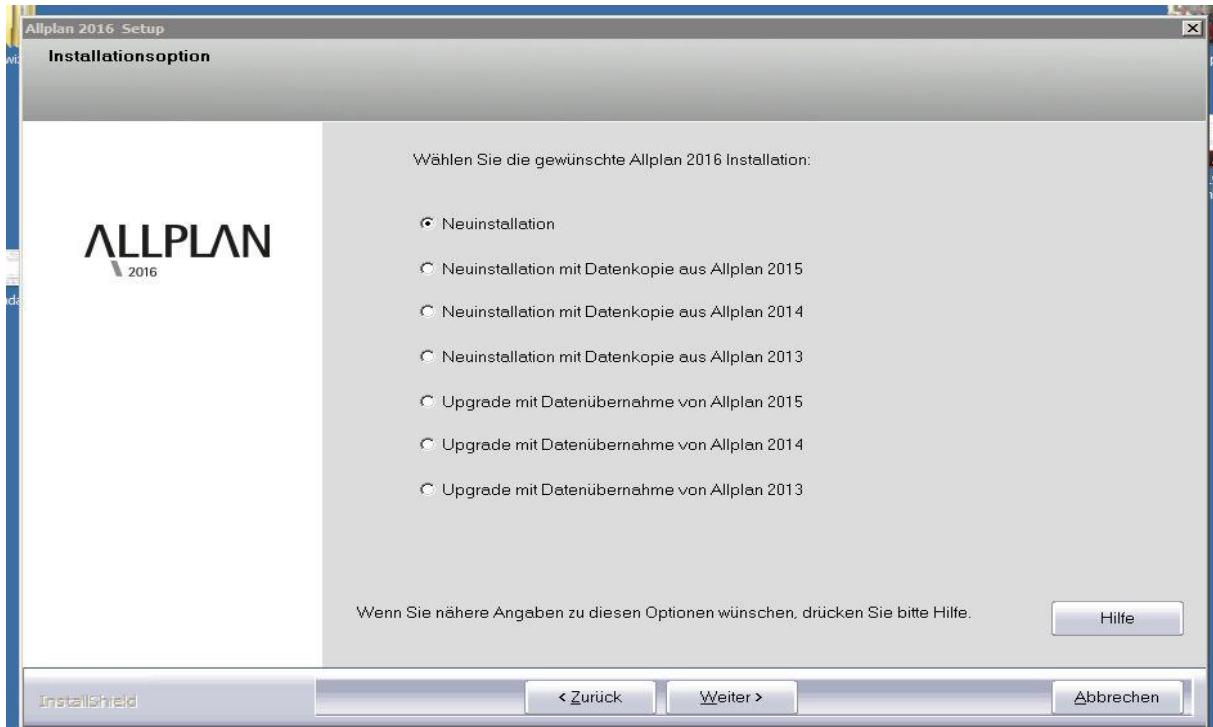 Allplan 2016 Setup
Installationsoption
Wählen Sie die gewünschte Allplan 2016 Installation:
Neuinstallation
Neuinstallation mit Datenkopie aus Allplan 2015
Neuinstallation mit Datenkopie aus Allplan 2014
Neuinstallation mit Datenkopie aus Allplan 2013
Upgrade mit Datenübernahme von Allplan 2015
Upgrade mit Datenübernahme von Allplan 2014
Upgrade mit Datenübernahme von Allplan 2013
ALLPLAN
2016
Wenn Sie nähere Angaben zu diesen Optionen wünschen, drücken Sie bitte Hilfe.
Hilfe
InstallShield
< Zurück
Weiter >
Abbrechen